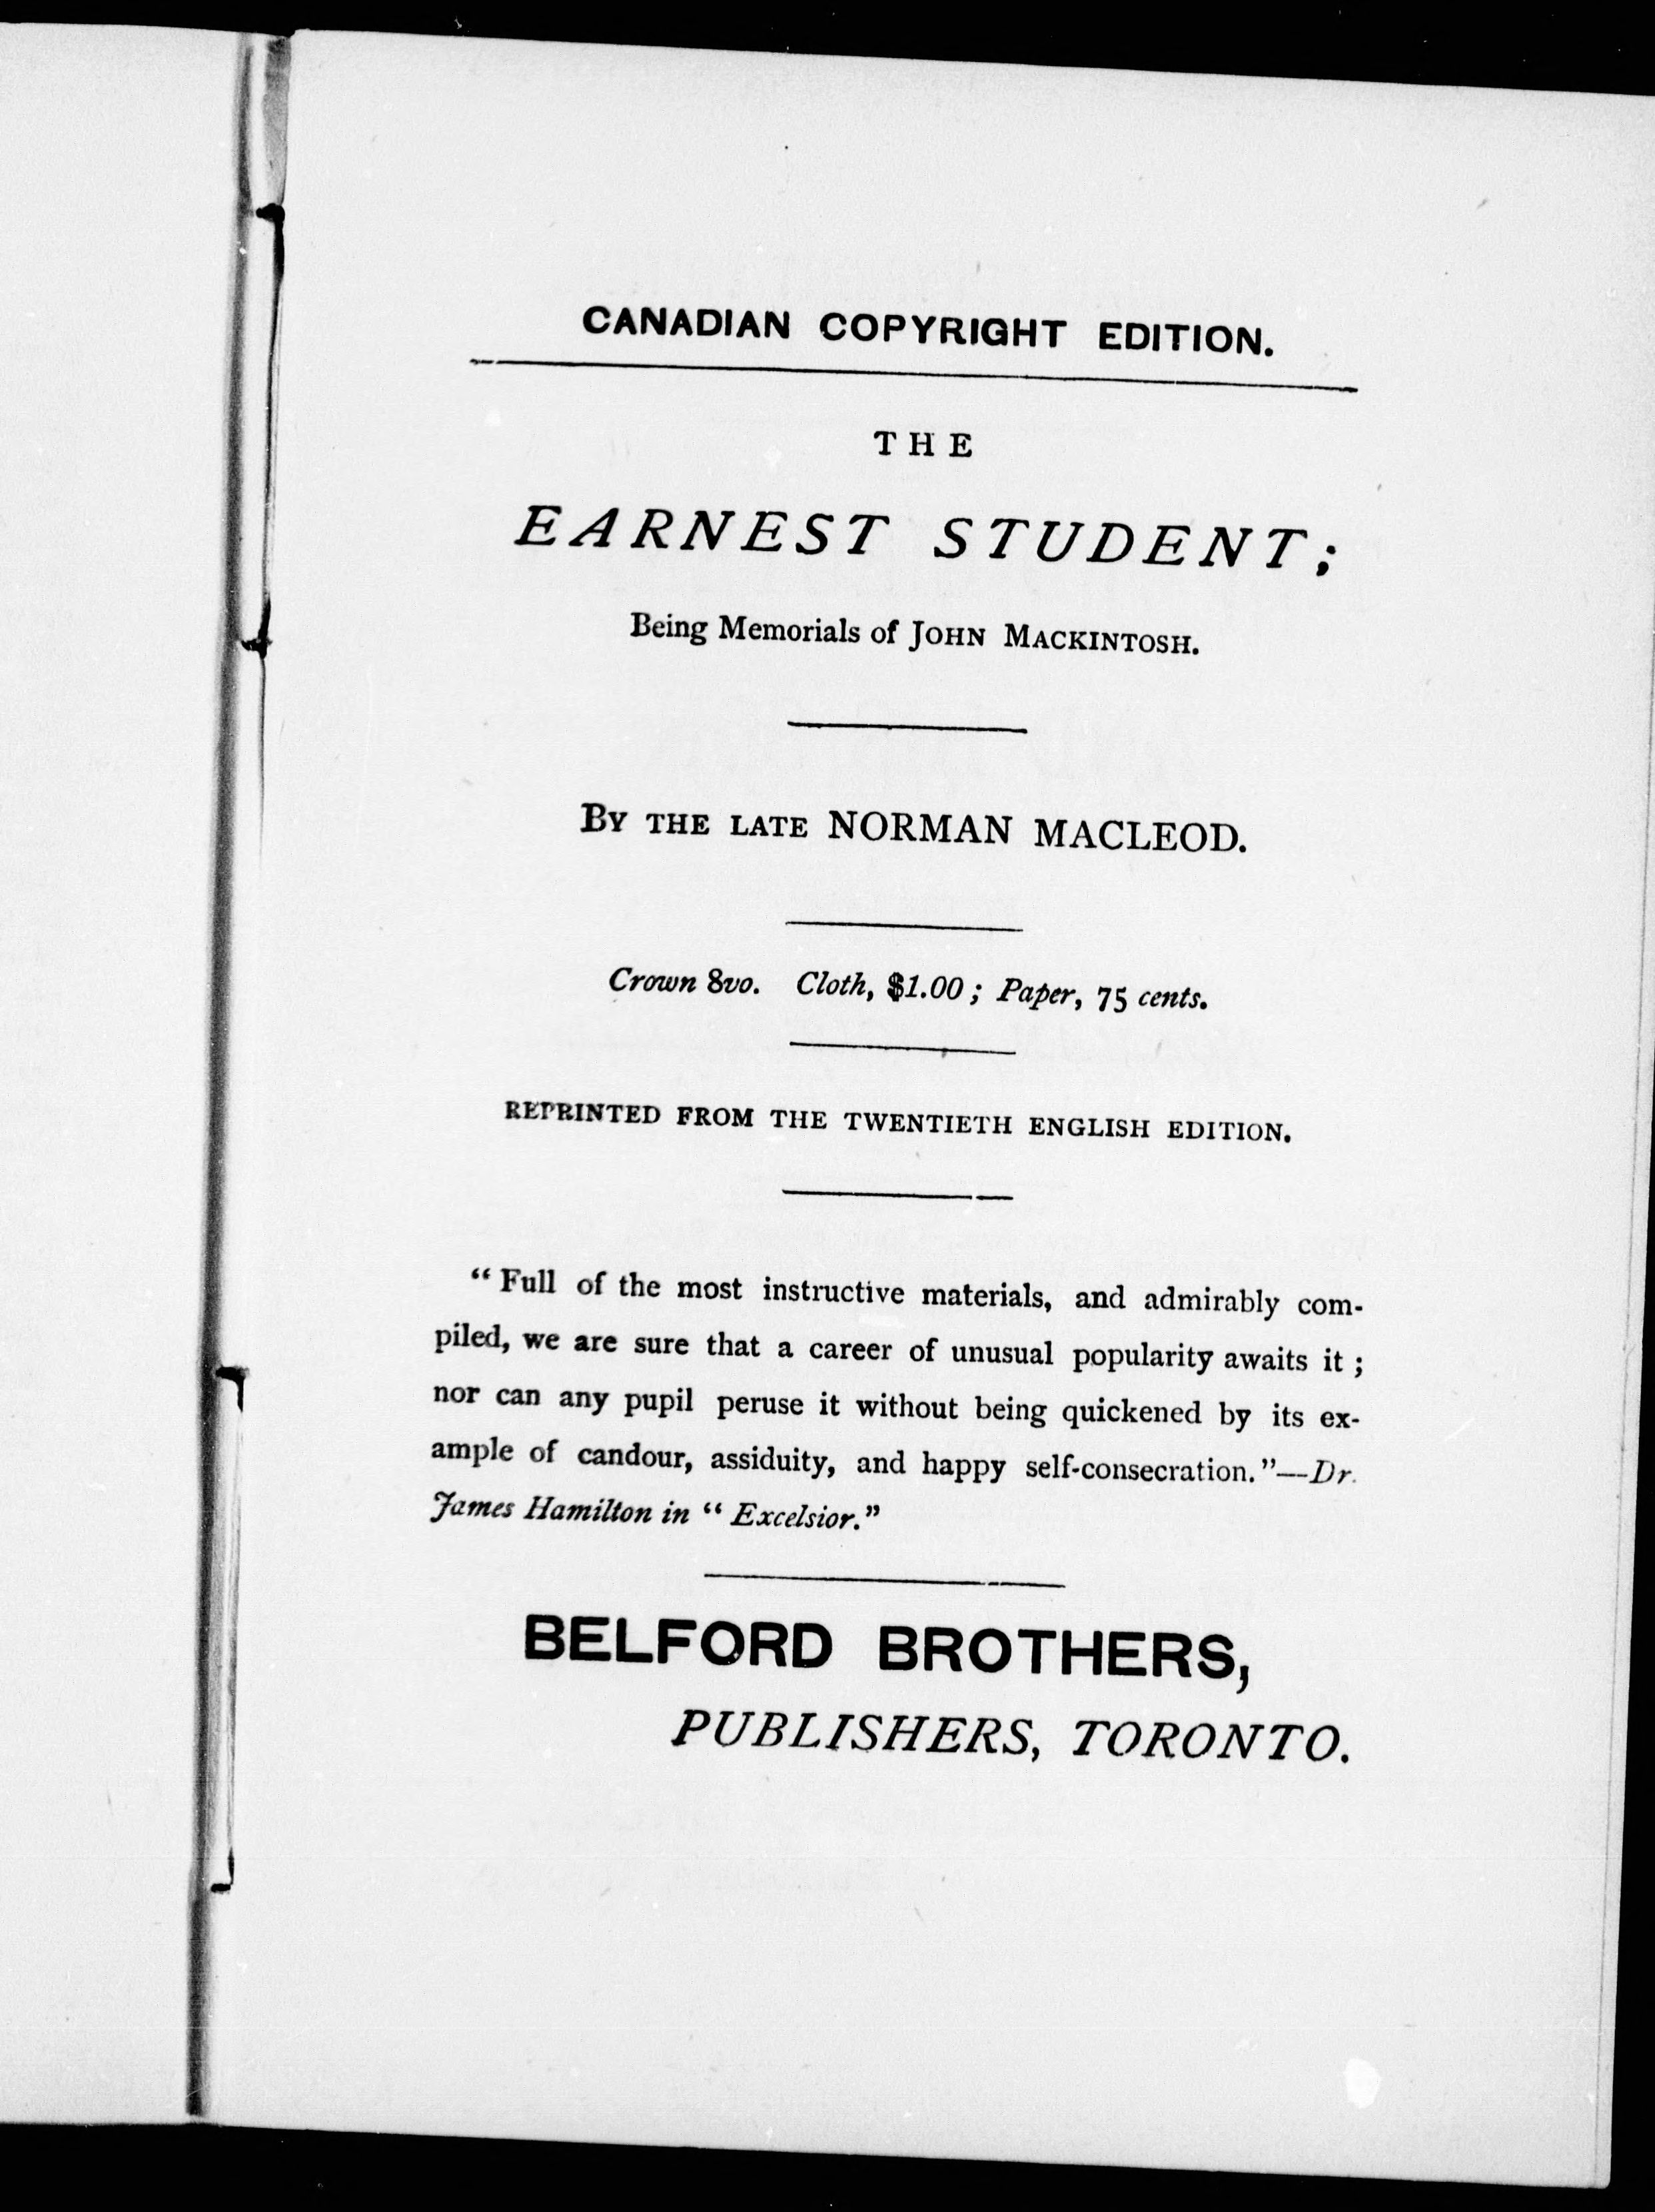 CANADIAN COPYRIGHT EDITION.
THE
EARNEST STUDENT;
Being Memorials of JOHN MACKINTOSH.
BY THE LATE NORMAN MACLEOD.
Crown 8vo. Cloth, $1.00; Paper, 75 cents.
REPRINTED FROM THE TWENTIETH ENGLISH EDITION.
"Full of the most instructive materials, and admirably com-
piled, we are sure that a career of unusual popularity awaits it;
nor can any pupil peruse it without being quickened by its ex-
ample of candour, assiduity, and happy self-consecration."—Dr.
James Hamilton in "Excelsior."
BELFORD BROTHERS,
PUBLISHERS, TORONTO.